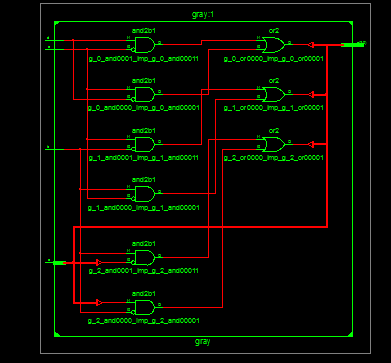 gray:1
and2b1 or2
g_0_and0001_imp_g_0_and00011 g_0_or0000_imp_g_0_or00001
and2b1 or2
g_0_and0000_imp_g_0_and00001 g_1_or0000_imp_g_1_or00001
and2b1 or2
g_1_and0001_imp_g_1_and00011 g_2_or0000_imp_g_2_or00001
and2b1
g_1_and0000_imp_g_1_and00001
and2b1
g_2_and0001_imp_g_2_and00011
and2b1
g_2_and0000_imp_g_2_and00001
gray